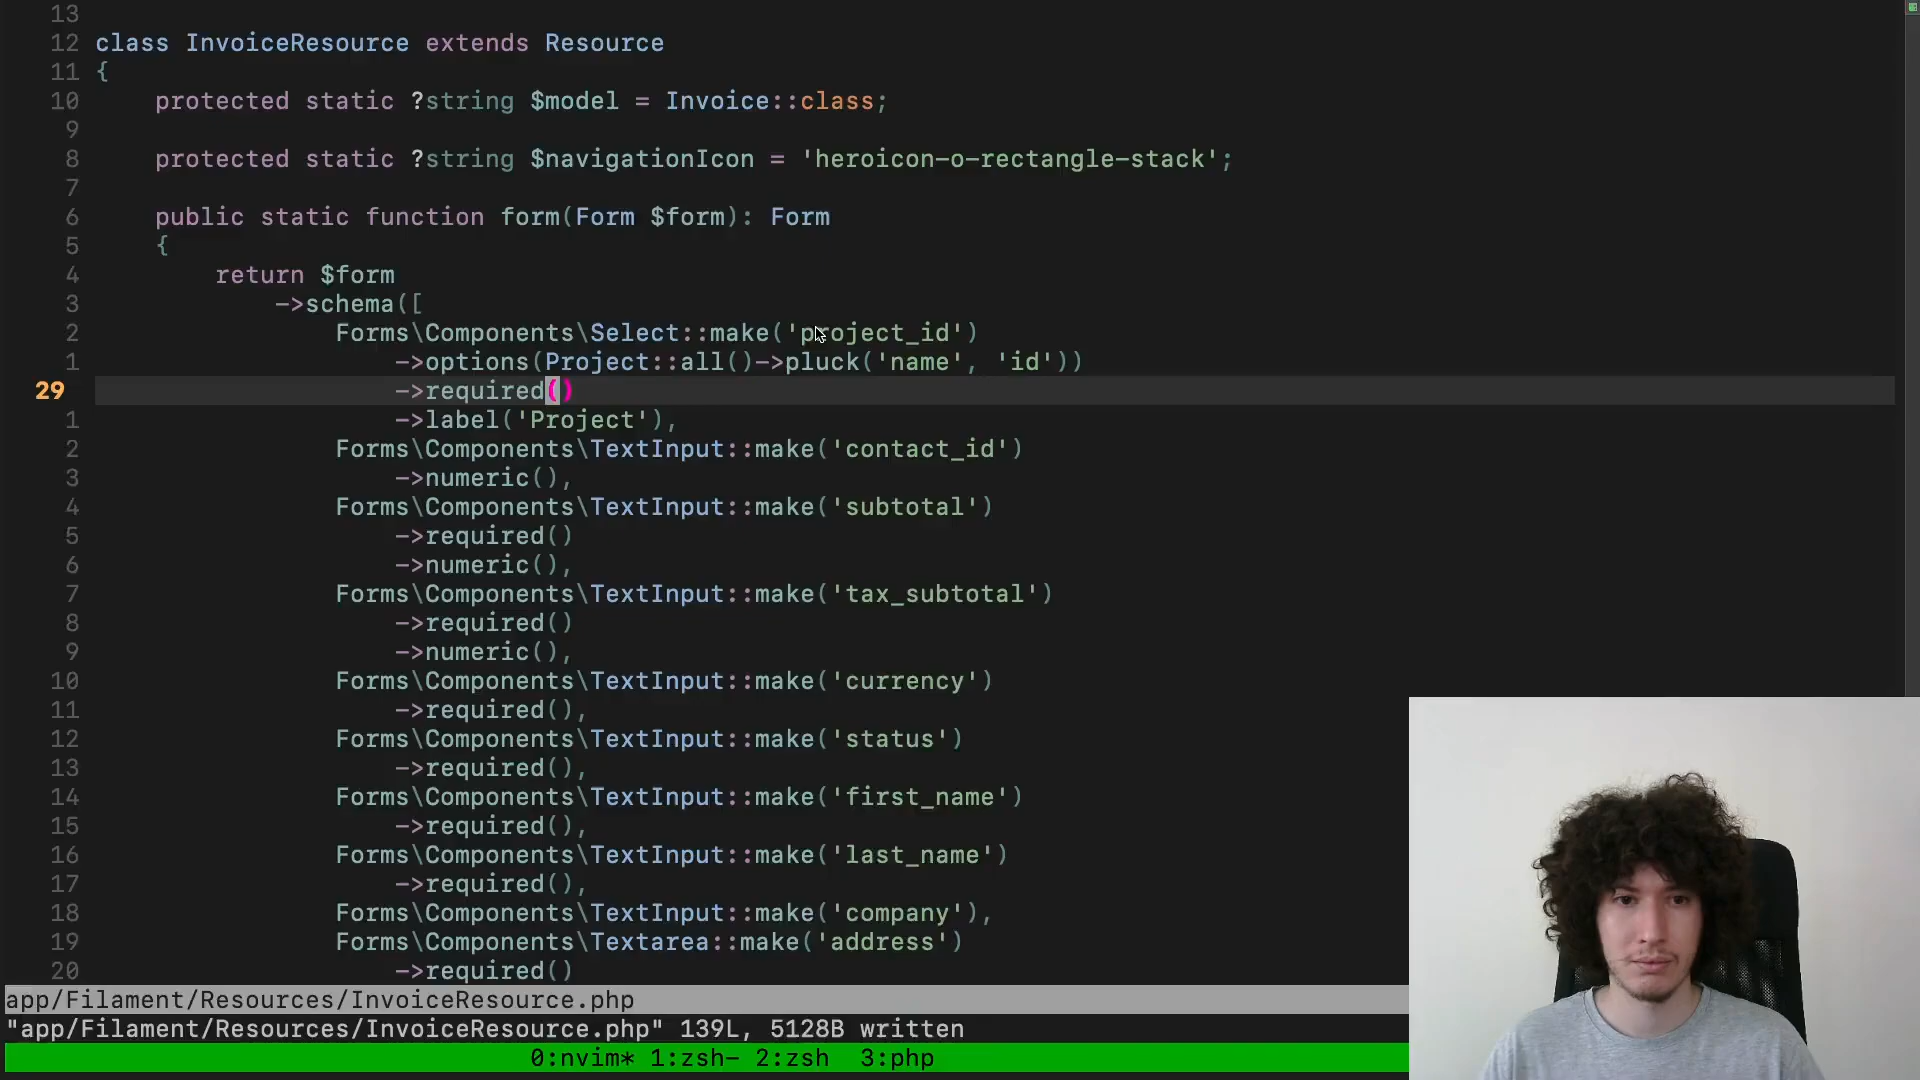 13
12 class InvoiceResource extends Resource
11 {
10 protected static ?string $model = Invoice::class;
9
8 protected static ?string $navigationIcon = 'heroicon-o-rectangle-stack';
7
6 public static function form(Form $form): Form
5 {
4 return $form
3 ->schema([
2 Forms\Components\Select::make('project_id')
1 ->options(Project::all()->pluck('name', 'id'))
29 ->required()
1 ->label('Project'),
2 Forms\Components\TextInput::make('contact_id')
3 ->numeric(),
4 Forms\Components\TextInput::make('subtotal')
5 ->required()
6 ->numeric(),
7 Forms\Components\TextInput::make('tax_subtotal')
8 ->required()
9 ->numeric(),
10 Forms\Components\TextInput::make('currency')
11 ->required(),
12 Forms\Components\TextInput::make('status')
13 ->required(),
14 Forms\Components\TextInput::make('first_name')
15 ->required(),
16 Forms\Components\TextInput::make('last_name')
17 ->required(),
18 Forms\Components\TextInput::make('company'),
19 Forms\Components\Textarea::make('address')
20 ->required()
app/Filament/Resources/InvoiceResource.php
"app/Filament/Resources/InvoiceResource.php" 139L, 5128B written
0:nvim* 1:zsh- 2:zsh 3:php